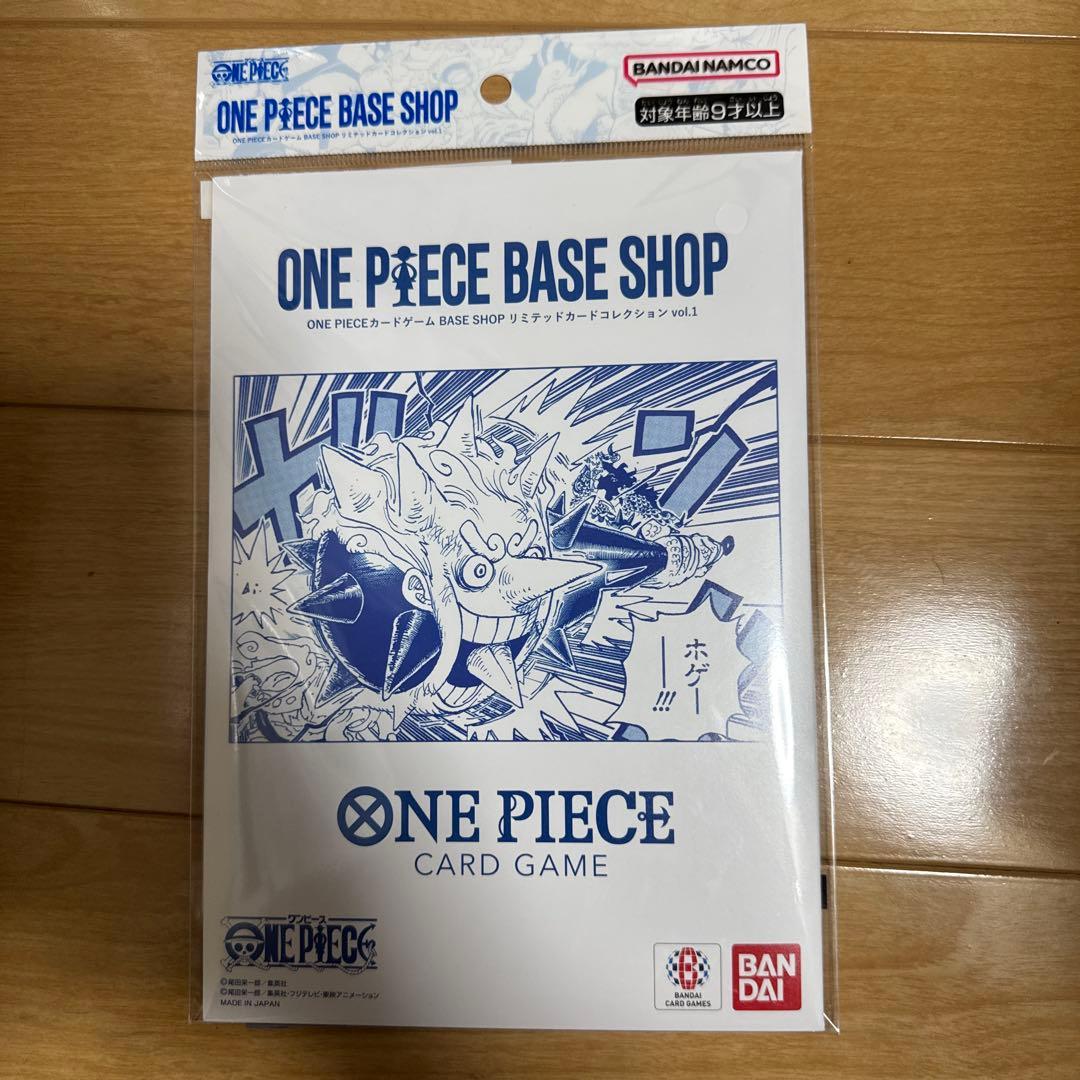 ONE PIECE
ONE PIECE BASE SHOP
ONE PIECEカードゲーム BASE SHOP リミテッドカードコレクション vol.1
BANDAI NAMCO
対象年齢9才以上
ONE PIECE BASE SHOP
ONE PIECEカードゲーム BASE SHOP リミテッドカードコレクション vol.1
ホゲー
ー!!!
ONE PIECE
CARD GAME
ワンピース
ONE PIECE
©尾田栄一郎／集英社
©尾田栄一郎／集英社・フジテレビ・東映アニメーション
MADE IN JAPAN
B
BANDAI
CARD GAMES
BAN
DAI